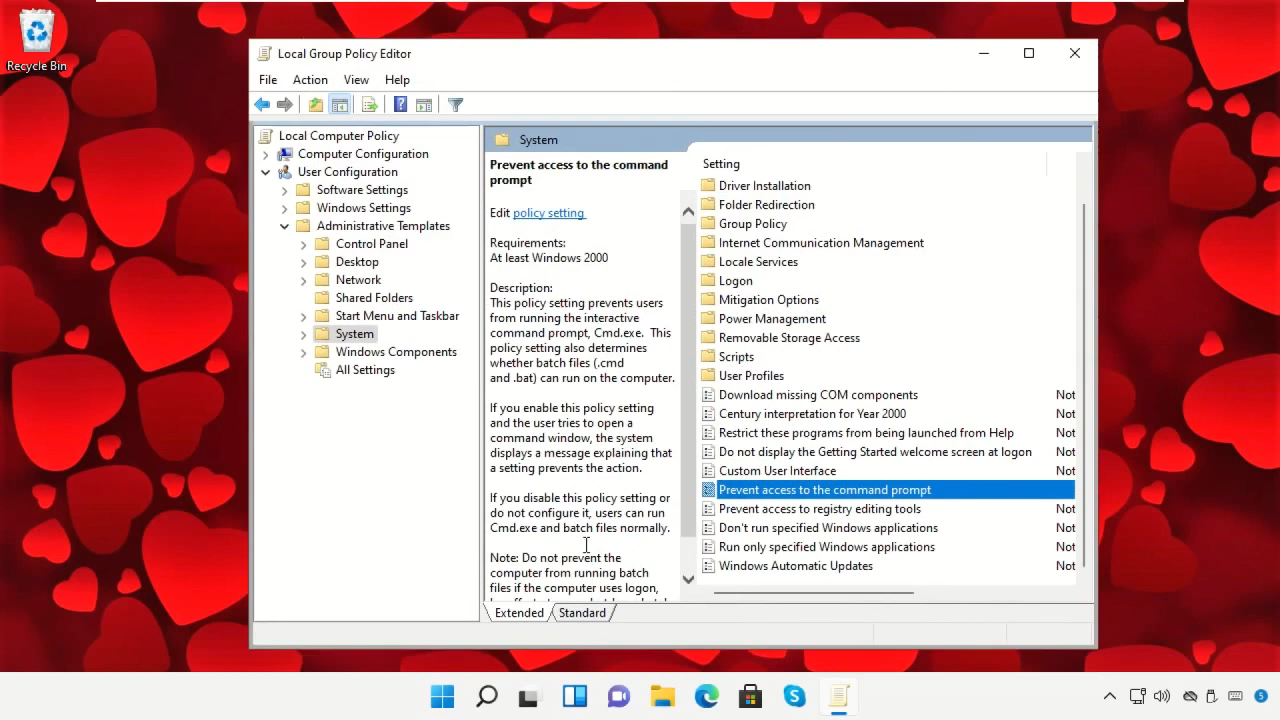 Recycle Bin
Local Group Policy Editor
File Action View Help
Local Computer Policy
Computer Configuration
User Configuration
Software Settings
Windows Settings
Administrative Templates
Control Panel
Desktop
Network
Shared Folders
Start Menu and Taskbar
System
Windows Components
All Settings
System
Prevent access to the command
prompt
Edit policy setting
Requirements:
At least Windows 2000
Description:
This policy setting prevents users
from running the interactive
command prompt, Cmd.exe. This
policy setting also determines
whether batch files (.cmd
and .bat) can run on the computer.
If you enable this policy setting
and the user tries to open a
command window, the system
displays a message explaining that
a setting prevents the action.
If you disable this policy setting or
do not configure it, users can run
Cmd.exe and batch files normally.
Note: Do not prevent the
computer from running batch
files if the computer uses logon,
Setting
Driver Installation
Folder Redirection
Group Policy
Internet Communication Management
Locale Services
Logon
Mitigation Options
Power Management
Removable Storage Access
Scripts
User Profiles
Download missing COM components Not
Century interpretation for Year 2000 Not
Restrict these programs from being launched from Help Not
Do not display the Getting Started welcome screen at logon Not
Custom User Interface Not
Prevent access to the command prompt Not
Prevent access to registry editing tools Not
Don't run specified Windows applications Not
Run only specified Windows applications Not
Windows Automatic Updates Not
Extended Standard
5